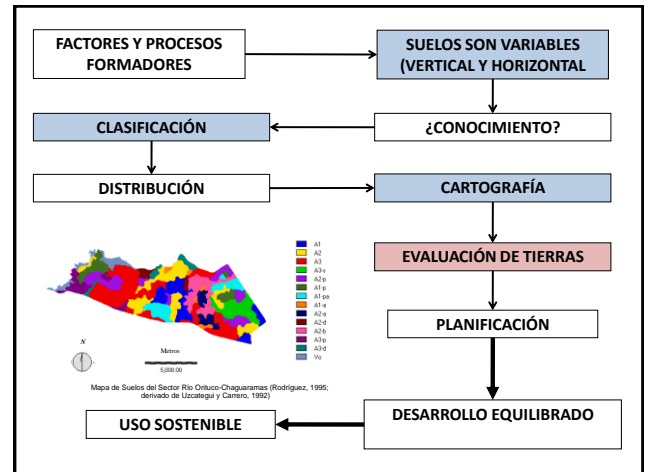 FACTORES Y PROCESOS
FORMADORES
SUELOS SON VARIABLES
(VERTICAL Y HORIZONTAL
CLASIFICACIÓN
¿CONOCIMIENTO?
DISTRIBUCIÓN
CARTOGRAFÍA
EVALUACIÓN DE TIERRAS
PLANIFICACIÓN
A1
A2
A3
A3-s
A2-p
A1-p
A1-pa
A1-a
A2-a
A2-d
A2-b
A3-p
A3-d
Vo
N
Metros
5,000.00
Mapa de Suelos del Sector Río Orituco-Chaguaramas (Rodríguez, 1995;
derivado de Uzcategui y Carrero, 1992)
DESARROLLO EQUILIBRADO
USO SOSTENIBLE